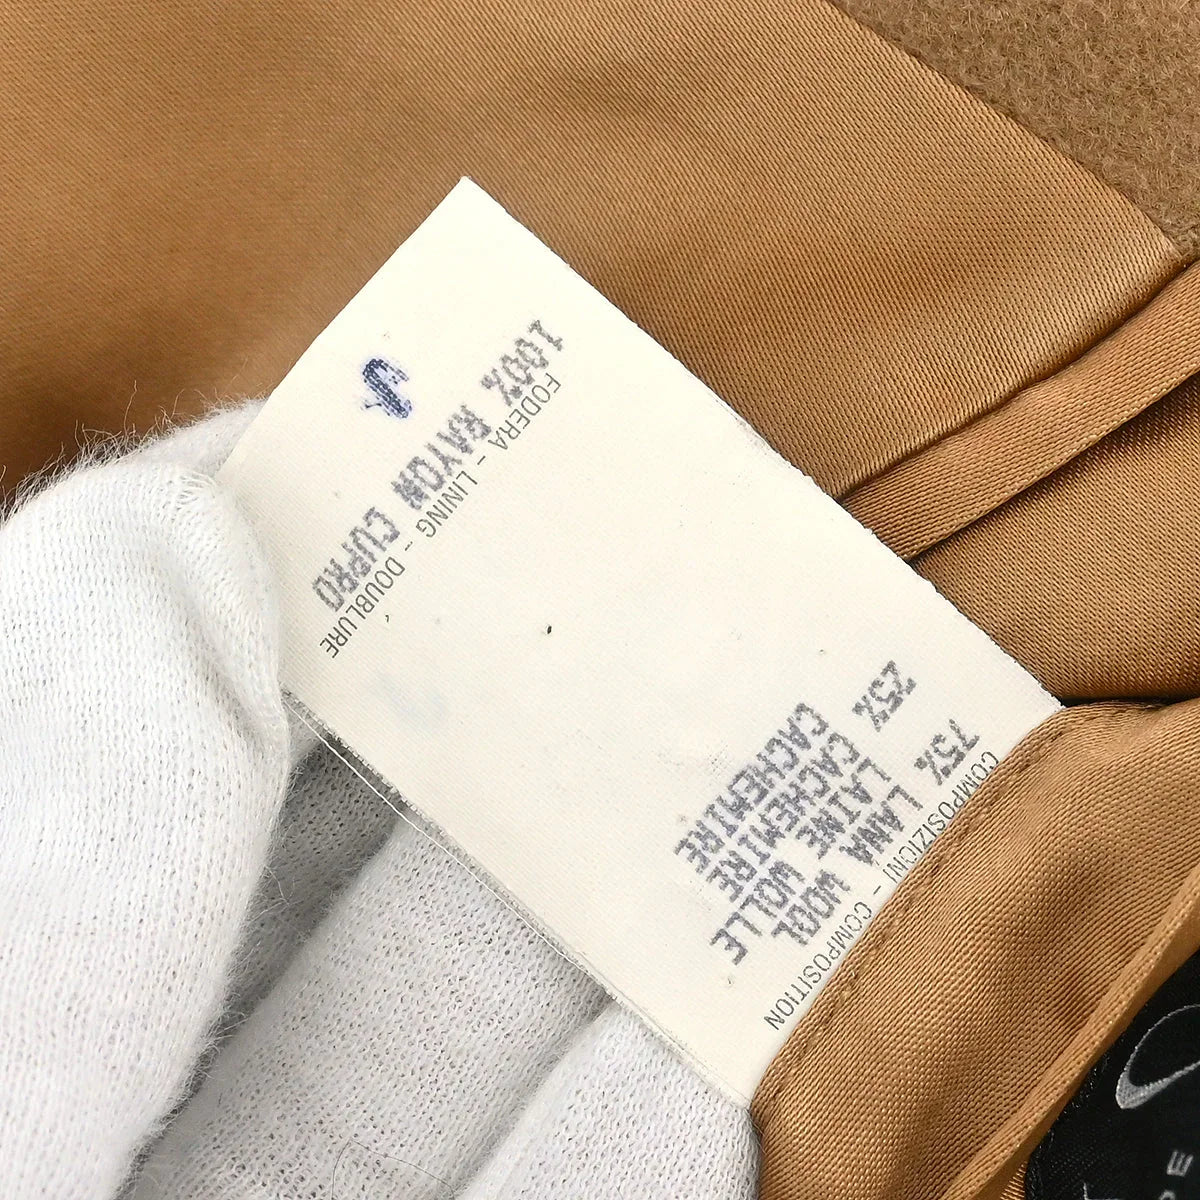 COMPOSIZIONI - COMPOSITION
75% LANA WOOL
LAINE WOLLE
25% CACHEMIRE
CACHEMIRE
FODERA - LINING - DOUBLURE
100% RAYON CUPRO